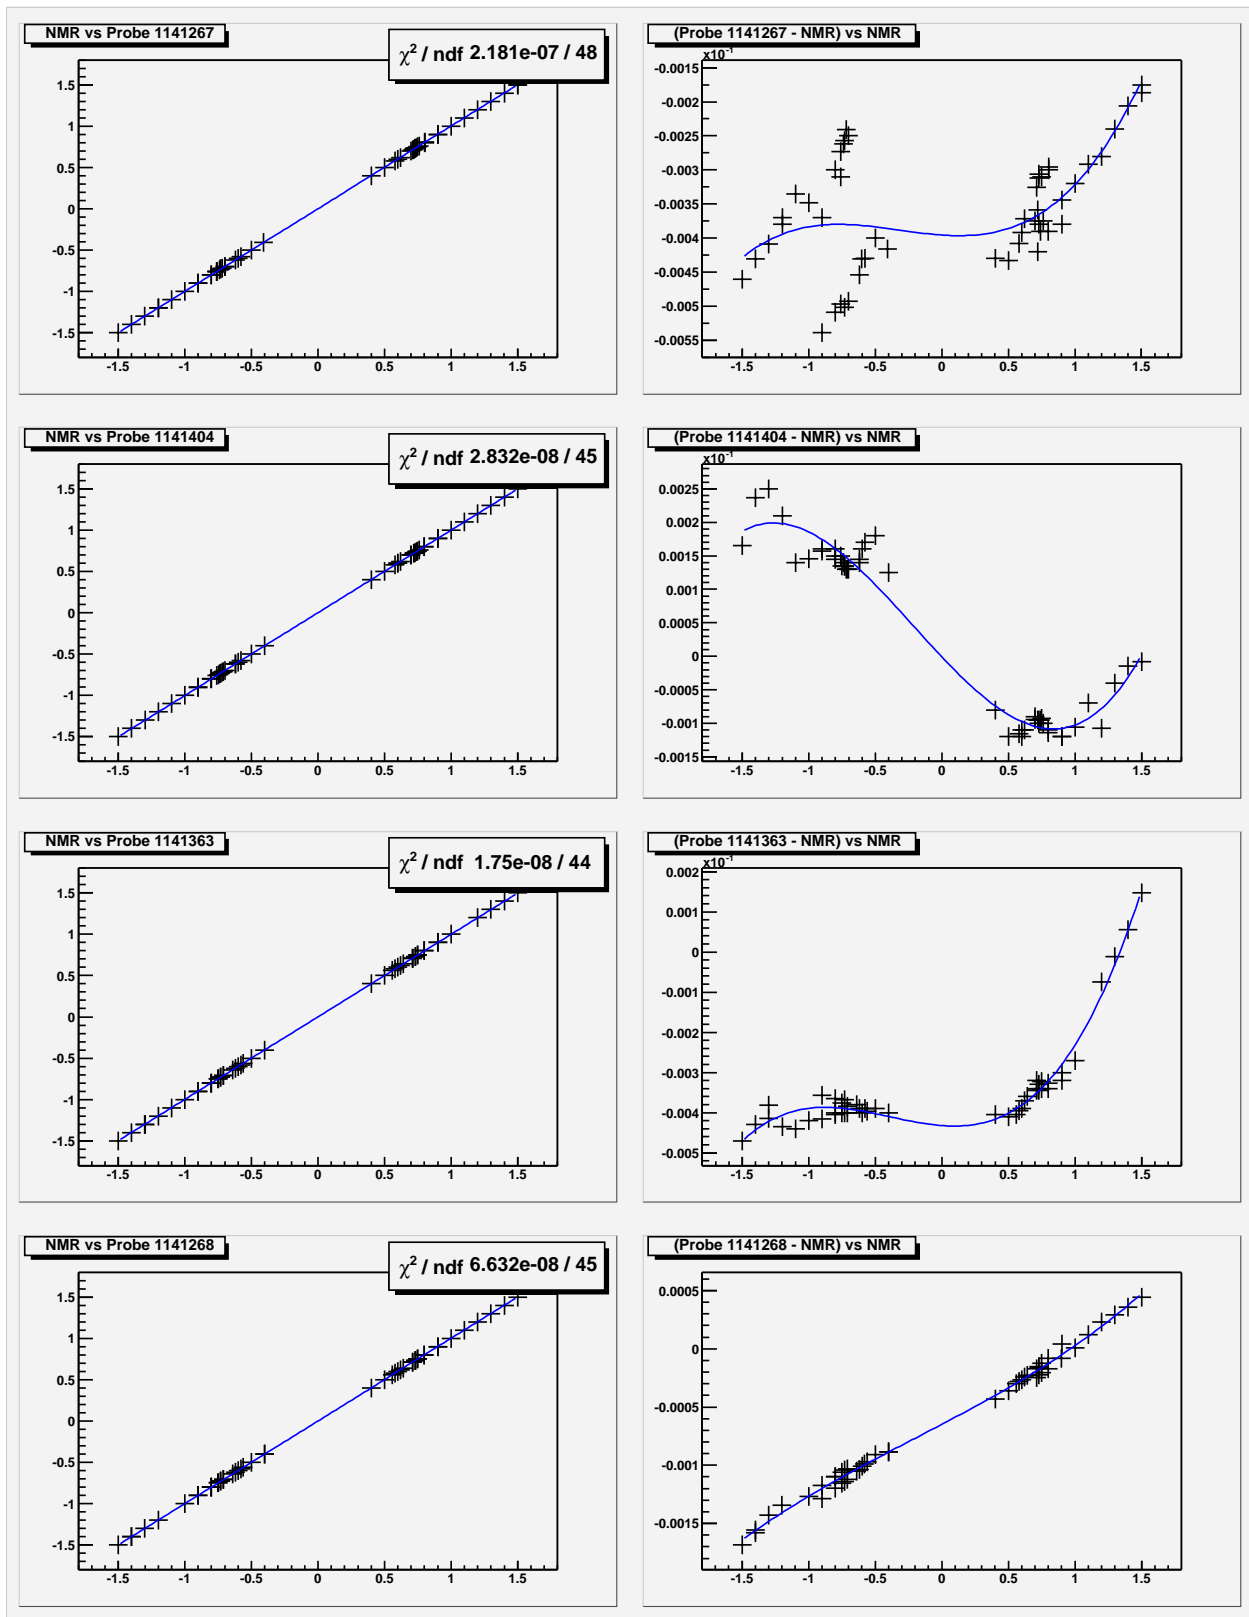 NMR vs Probe 1141267
χ² / ndf 2.181e-07 / 48
1.5
1
0.5
0
-0.5
-1
-1.5
-1.5 -1 -0.5 0 0.5 1 1.5
(Probe 1141267 - NMR) vs NMR
x10⁻¹
-0.0015
-0.002
-0.0025
-0.003
-0.0035
-0.004
-0.0045
-0.005
-0.0055
-1.5 -1 -0.5 0 0.5 1 1.5
NMR vs Probe 1141404
χ² / ndf 2.832e-08 / 45
1.5
1
0.5
0
-0.5
-1
-1.5
-1.5 -1 -0.5 0 0.5 1 1.5
(Probe 1141404 - NMR) vs NMR
x10⁻¹
0.0025
0.002
0.0015
0.001
0.0005
0
-0.0005
-0.001
-0.0015
-1.5 -1 -0.5 0 0.5 1 1.5
NMR vs Probe 1141363
χ² / ndf 1.75e-08 / 44
1.5
1
0.5
0
-0.5
-1
-1.5
-1.5 -1 -0.5 0 0.5 1 1.5
(Probe 1141363 - NMR) vs NMR
x10⁻¹
0.002
0.001
0
-0.001
-0.002
-0.003
-0.004
-0.005
-1.5 -1 -0.5 0 0.5 1 1.5
NMR vs Probe 1141268
χ² / ndf 6.632e-08 / 45
1.5
1
0.5
0
-0.5
-1
-1.5
-1.5 -1 -0.5 0 0.5 1 1.5
(Probe 1141268 - NMR) vs NMR
0.0005
0
-0.0005
-0.001
-0.0015
-1.5 -1 -0.5 0 0.5 1 1.5